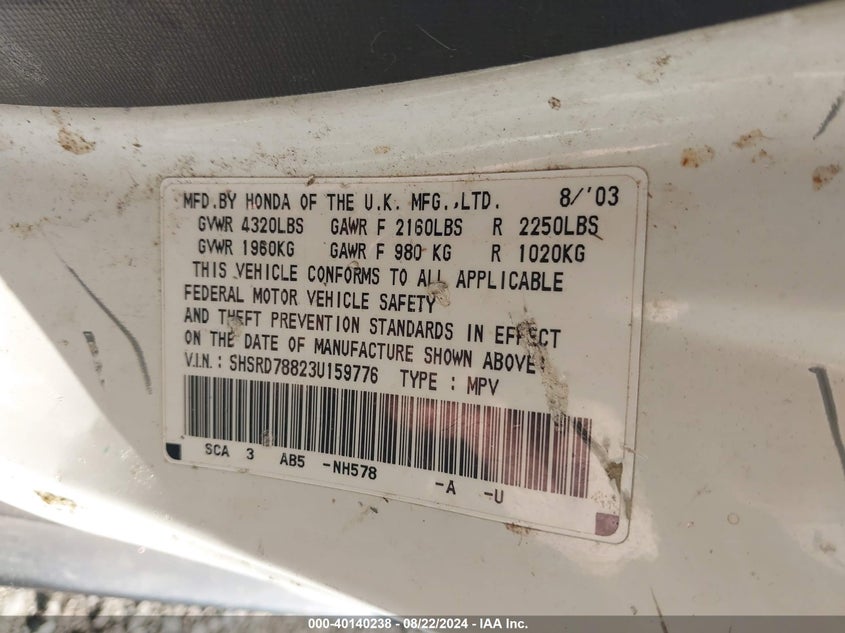 MFD.BY HONDA OF THE U.K. MFG.,LTD. 8/'03
GVWR 4320LBS GAWR F 2160LBS R 2250LBS
GVWR 1960KG GAWR F 980 KG R 1020KG
THIS VEHICLE CONFORMS TO ALL APPLICABLE
FEDERAL MOTOR VEHICLE SAFETY
AND THEFT PREVENTION STANDARDS IN EFFECT
ON THE DATE OF MANUFACTURE SHOWN ABOVE.
V.I.N. : SHSRD78823U159776 TYPE : MPV
SCA 3 AB5 -NH578 -A -U
000-40140238 - 08/22/2024 - IAA Inc.